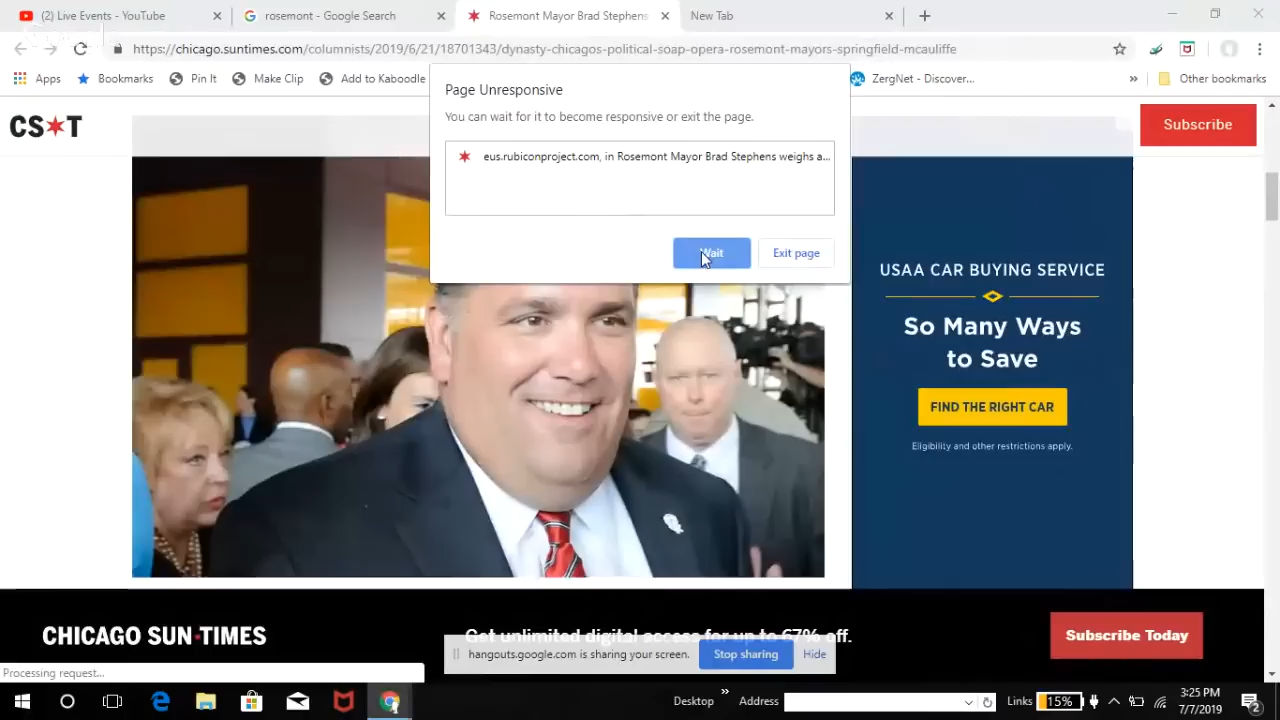 (2) Live Events - YouTube
rosemont - Google Search
Rosemont Mayor Brad Stephens
New Tab
https://chicago.suntimes.com/columnists/2019/6/21/18701343/dynasty-chicagos-political-soap-opera-rosemont-mayors-springfield-mcauliffe
Apps Bookmarks Pin It Make Clip Add to Kaboodle ZergNet - Discover... » Other bookmarks
Page Unresponsive
You can wait for it to become responsive or exit the page.
eus.rubiconproject.com, in Rosemont Mayor Brad Stephens weighs a...
Wait Exit page
CS★T
Subscribe
USAA CAR BUYING SERVICE
So Many Ways
to Save
FIND THE RIGHT CAR
Eligibility and other restrictions apply.
CHICAGO SUN★TIMES
Get unlimited digital access for up to 67% off.
Subscribe Today
hangouts.google.com is sharing your screen. Stop sharing Hide
Processing request...
Desktop » Address Links 15% 3:25 PM
7/7/2019
2